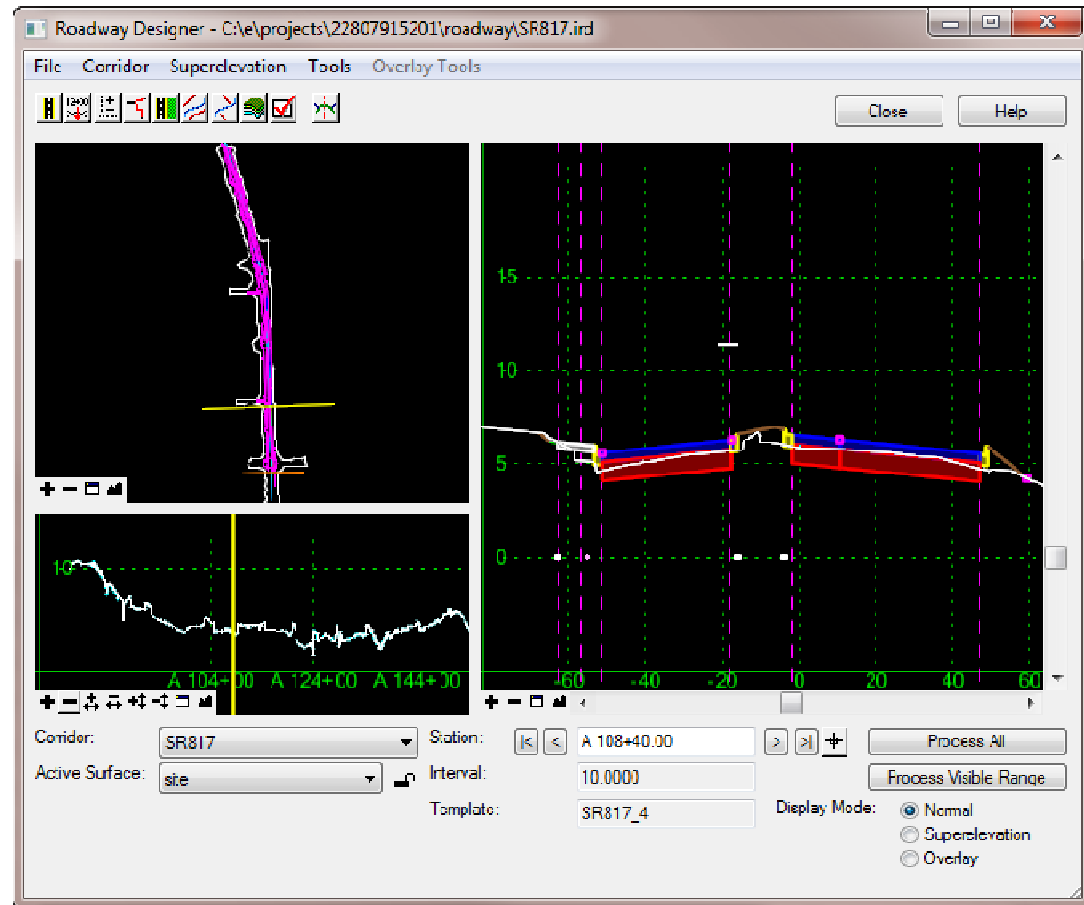 Roadway Designer - C:\e\projects\22807915201\roadway\SR817.ird
File Corridor Superelevation Tools Overlay Tools
Close Help
15
10
5
0
-60 -40 -20 0 20 40 60
10
A 104+00 A 124+00 A 144+00
Corridor: SR817
Station: A 108+40.00
Process All
Active Surface: site
Interval: 10.0000
Process Visible Range
Template: SR817_4
Display Mode: Normal
Superelevation
Overlay